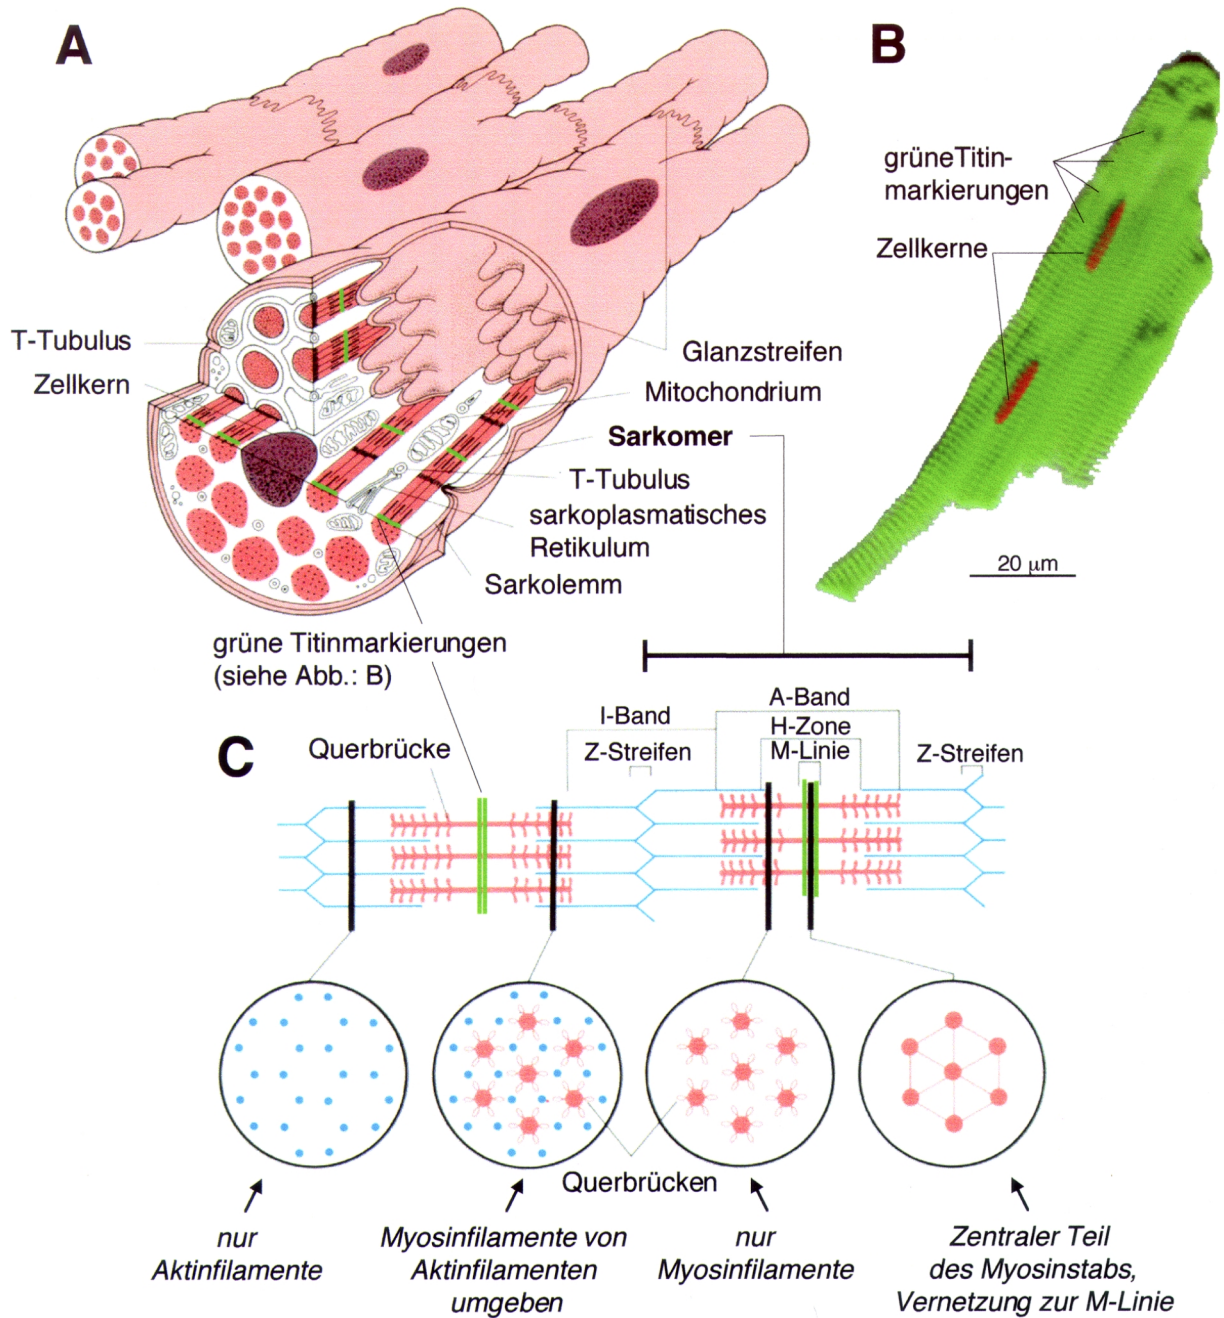 A
B
grüne Titin-
markierungen
Zellkerne
20 µm
T-Tubulus
Zellkern
Glanzstreifen
Mitochondrium
Sarkomer
T-Tubulus
sarkoplasmatisches
Retikulum
Sarkolemm
grüne Titinmarkierungen
(siehe Abb.: B)
C
Querbrücke
I-Band
Z-Streifen
A-Band
H-Zone
M-Linie
Z-Streifen
Querbrücken
nur
Aktinfilamente
Myosinfilamente von
Aktinfilamenten
umgeben
nur
Myosinfilamente
Zentraler Teil
des Myosinstabs,
Vernetzung zur M-Linie